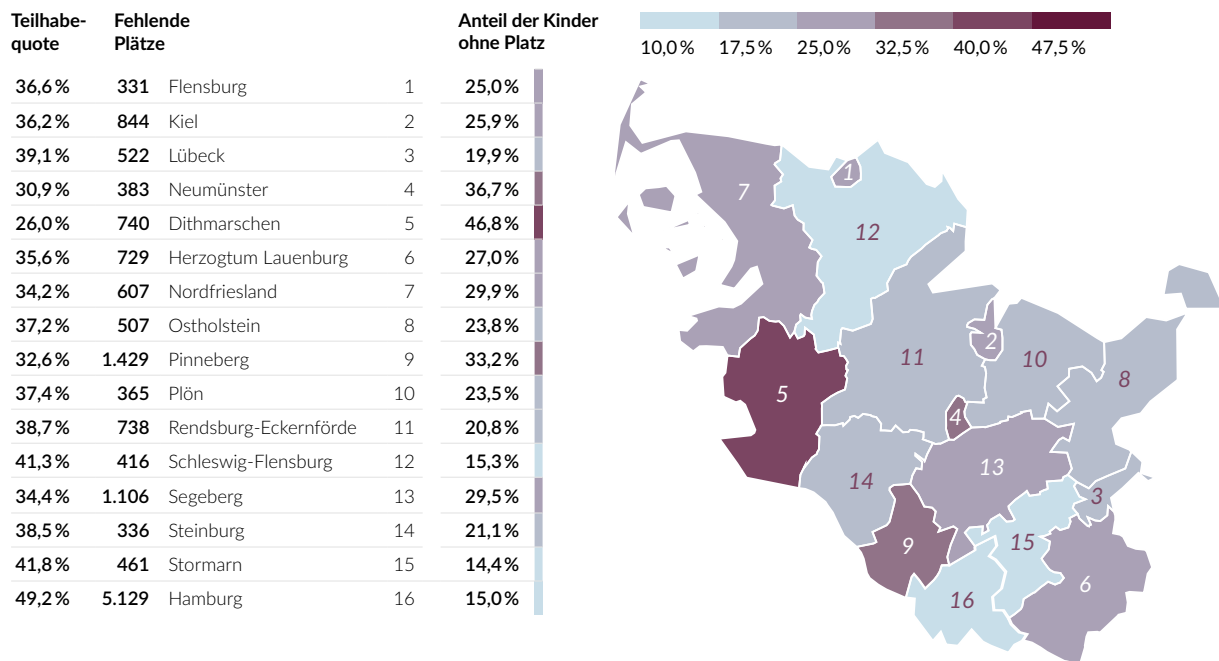 Teilhabe- Fehlende Anteil der Kinder
quote Plätze ohne Platz
36,6 % 331 Flensburg 1 25,0 %
36,2 % 844 Kiel 2 25,9 %
39,1 % 522 Lübeck 3 19,9 %
30,9 % 383 Neumünster 4 36,7 %
26,0 % 740 Dithmarschen 5 46,8 %
35,6 % 729 Herzogtum Lauenburg 6 27,0 %
34,2 % 607 Nordfriesland 7 29,9 %
37,2 % 507 Ostholstein 8 23,8 %
32,6 % 1.429 Pinneberg 9 33,2 %
37,4 % 365 Plön 10 23,5 %
38,7 % 738 Rendsburg-Eckernförde 11 20,8 %
41,3 % 416 Schleswig-Flensburg 12 15,3 %
34,4 % 1.106 Segeberg 13 29,5 %
38,5 % 336 Steinburg 14 21,1 %
41,8 % 461 Stormarn 15 14,4 %
49,2 % 5.129 Hamburg 16 15,0 %
10,0 % 17,5 % 25,0 % 32,5 % 40,0 % 47,5 %
1
7
12
2
11
10
8
5
4
13
14
3
9
15
6
16